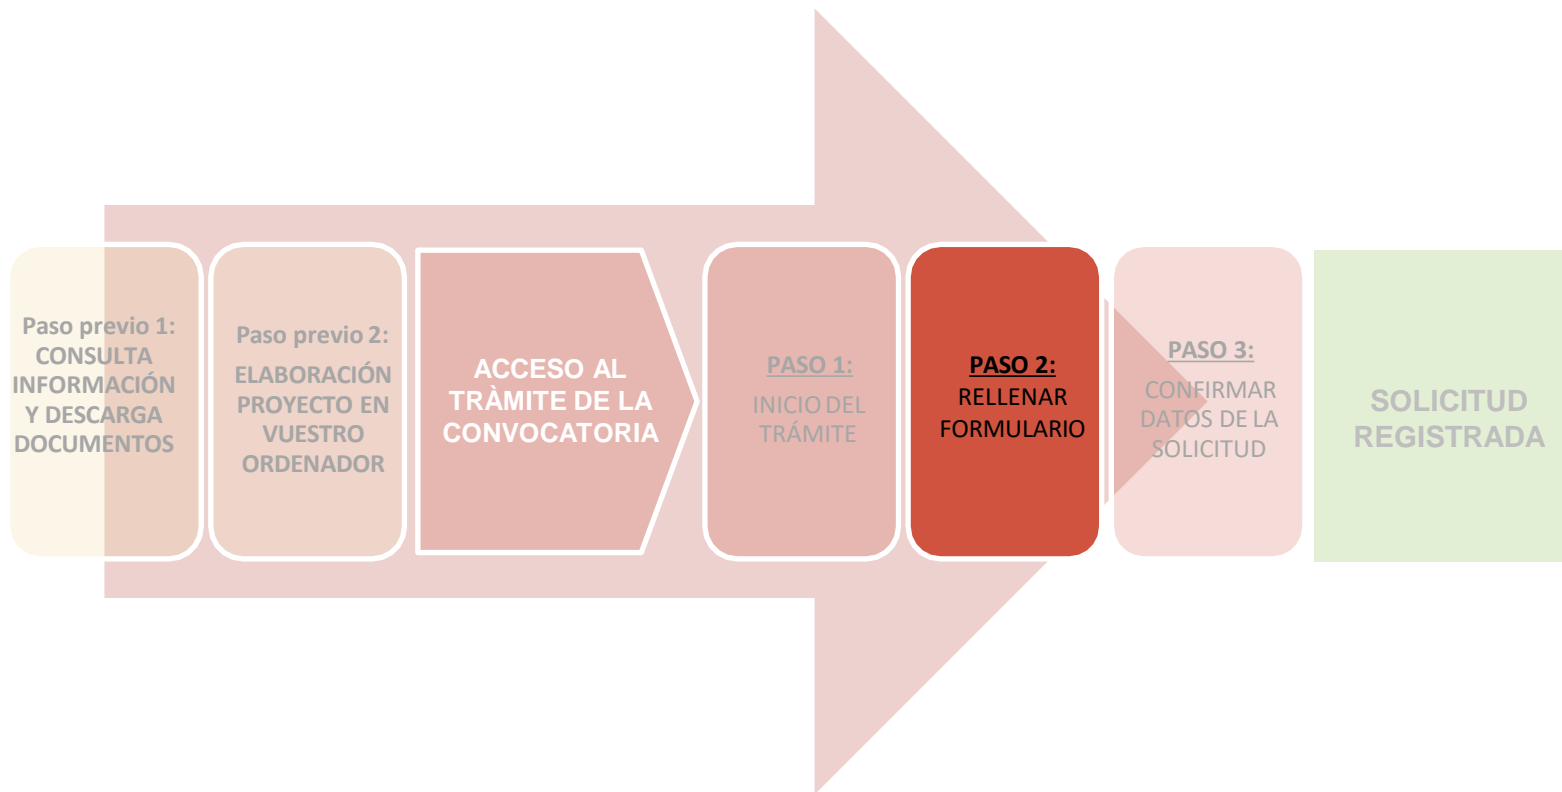 Paso previo 1:
CONSULTA
INFORMACIÓN
Y DESCARGA
DOCUMENTOS
Paso previo 2:
ELABORACIÓN
PROYECTO EN
VUESTRO
ORDENADOR
ACCESO AL
TRÀMITE DE LA
CONVOCATORIA
PASO 1:
INICIO DEL
TRÁMITE
PASO 2:
RELLENAR
FORMULARIO
PASO 3:
CONFIRMAR
DATOS DE LA
SOLICITUD
SOLICITUD
REGISTRADA